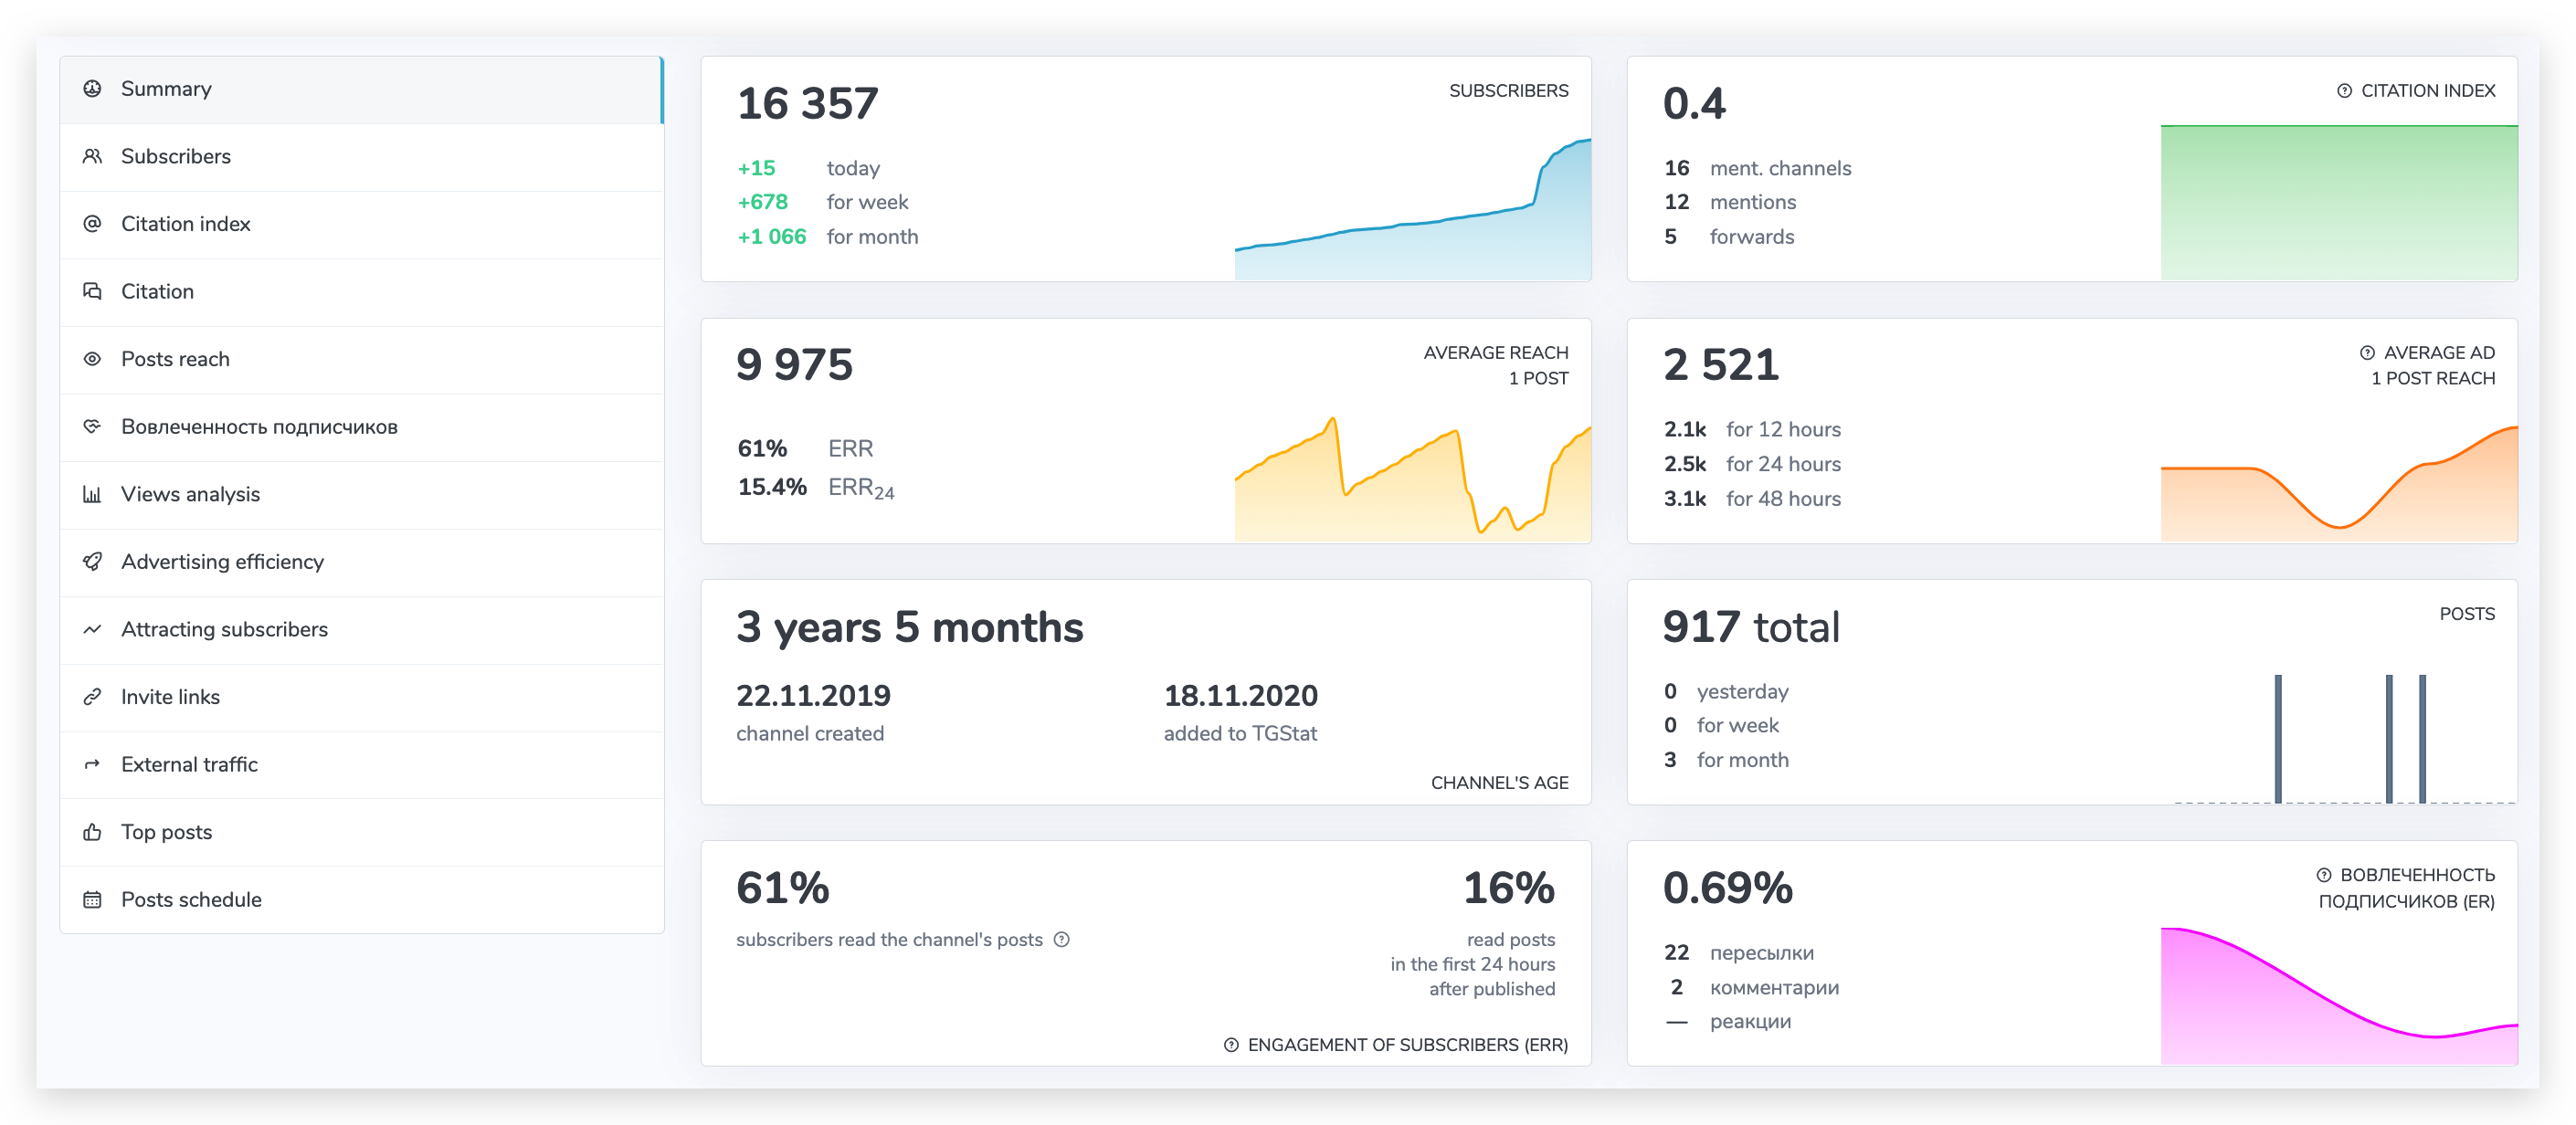 Summary
Subscribers
Citation index
Citation
Posts reach
Вовлеченность подписчиков
Views analysis
Advertising efficiency
Attracting subscribers
Invite links
External traffic
Top posts
Posts schedule
16 357
SUBSCRIBERS
+15 today
+678 for week
+1 066 for month
0.4
CITATION INDEX
16 ment. channels
12 mentions
5 forwards
9 975
AVERAGE REACH
1 POST
61% ERR
15.4% ERR24
2 521
AVERAGE AD
1 POST REACH
2.1k for 12 hours
2.5k for 24 hours
3.1k for 48 hours
3 years 5 months
22.11.2019
channel created
18.11.2020
added to TGStat
CHANNEL'S AGE
917 total
POSTS
0 yesterday
0 for week
3 for month
61%
subscribers read the channel's posts
16%
read posts
in the first 24 hours
after published
ENGAGEMENT OF SUBSCRIBERS (ERR)
0.69%
ВОВЛЕЧЕННОСТЬ
ПОДПИСЧИКОВ (ER)
22 пересылки
2 комментарии
— реакции